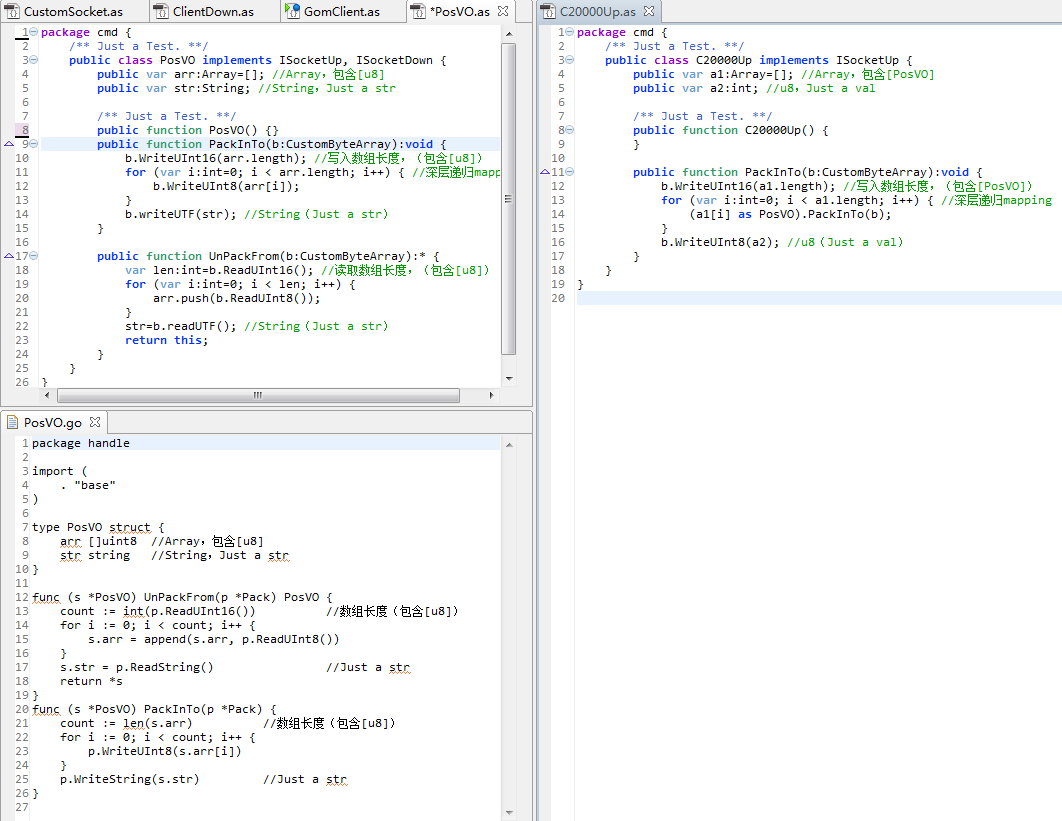 CustomSocket.as ClientDown.as GomClient.as *PosVO.as
1 package cmd {
2 /** Just a Test. **/
3 public class PosVO implements ISocketUp, ISocketDown {
4 public var arr:Array=[]; //Array，包含[u8]
5 public var str:String; //String，Just a str
6
7 /** Just a Test. **/
8 public function PosVO() {}
9 public function PackInTo(b:CustomByteArray):void {
10 b.WriteUInt16(arr.length); //写入数组长度，（包含[u8]）
11 for (var i:int=0; i < arr.length; i++) { //深层递归mapp
12 b.WriteUInt8(arr[i]);
13 }
14 b.writeUTF(str); //String（Just a str）
15 }
16
17 public function UnPackFrom(b:CustomByteArray):* {
18 var len:int=b.ReadUInt16(); //读取数组长度，（包含[u8]）
19 for (var i:int=0; i < len; i++) {
20 arr.push(b.ReadUInt8());
21 }
22 str=b.readUTF(); //String（Just a str）
23 return this;
24 }
25 }
26 }
PosVO.go
1 package handle
2
3 import (
4 . "base"
5 )
6
7 type PosVO struct {
8 arr []uint8 //Array，包含[u8]
9 str string //String，Just a str
10 }
11
12 func (s *PosVO) UnPackFrom(p *Pack) PosVO {
13 count := int(p.ReadUInt16()) //数组长度（包含[u8]）
14 for i := 0; i < count; i++ {
15 s.arr = append(s.arr, p.ReadUInt8())
16 }
17 s.str = p.ReadString() //Just a str
18 return *s
19 }
20 func (s *PosVO) PackInTo(p *Pack) {
21 count := len(s.arr) //数组长度（包含[u8]）
22 for i := 0; i < count; i++ {
23 p.WriteUInt8(s.arr[i])
24 }
25 p.WriteString(s.str) //Just a str
26 }
27
C20000Up.as
1 package cmd {
2 /** Just a Test. **/
3 public class C20000Up implements ISocketUp {
4 public var a1:Array=[]; //Array，包含[PosVO]
5 public var a2:int; //u8，Just a val
6
7 /** Just a Test. **/
8 public function C20000Up() {
9 }
10
11 public function PackInTo(b:CustomByteArray):void {
12 b.WriteUInt16(a1.length); //写入数组长度，（包含[PosVO]）
13 for (var i:int=0; i < a1.length; i++) { //深层递归mapping
14 (a1[i] as PosVO).PackInTo(b);
15 }
16 b.WriteUInt8(a2); //u8（Just a val）
17 }
18 }
19 }
20